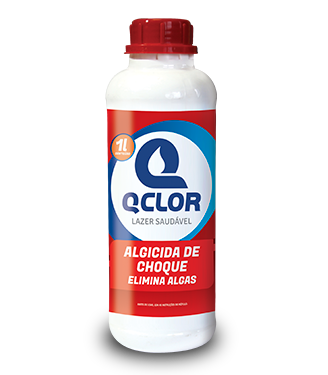 1L
QCLOR
LAZER SAUDÁVEL
ALGICIDA DE
CHOQUE
ELIMINA ALGAS